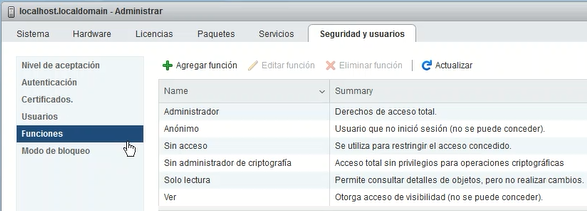 localhost.localdomain - Administrar
Sistema Hardware Licencias Paquetes Servicios Seguridad y usuarios
Nivel de aceptación
Autenticación
Certificados.
Usuarios
Funciones
Modo de bloqueo
Agregar función Editar función Eliminar función Actualizar
Name Summary
Administrador Derechos de acceso total.
Anónimo Usuario que no inició sesión (no se puede conceder).
Sin acceso Se utiliza para restringir el acceso concedido.
Sin administrador de criptografía Acceso total sin privilegios para operaciones criptográficas
Solo lectura Permite consultar detalles de objetos, pero no realizar cambios.
Ver Otorga acceso de visibilidad (no se puede conceder).